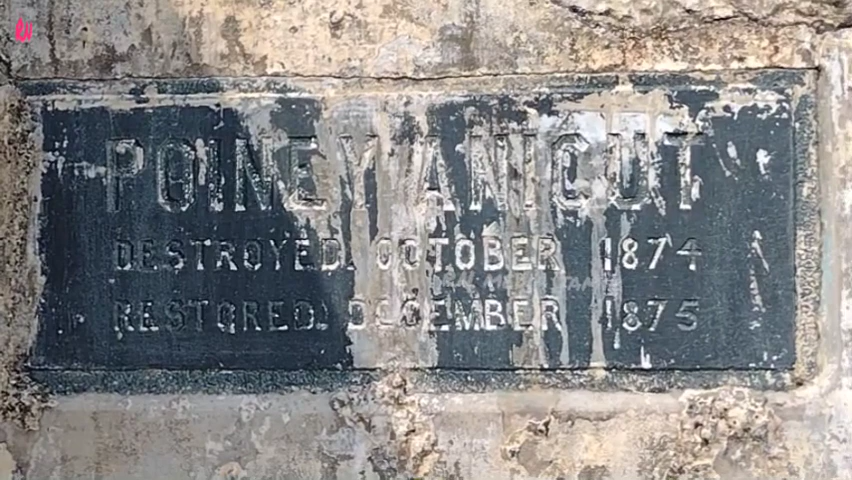 POINEY ANICUT
DESTROYED. OCTOBER 1874
RESTORED. DECEMBER 1875